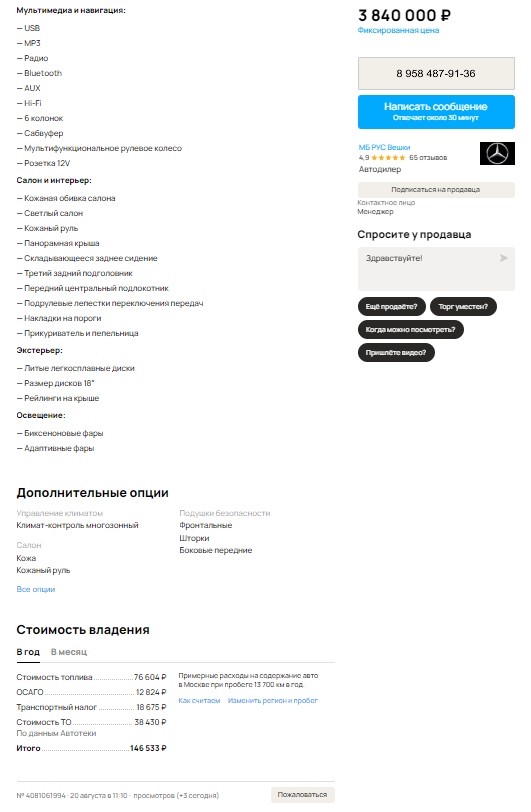 Мультимедиа и навигация:
— USB
— MP3
— Радио
— Bluetooth
— AUX
— Hi-Fi
— 6 колонок
— Сабвуфер
— Мультифункциональное рулевое колесо
— Розетка 12V
Салон и интерьер:
— Кожаная обивка салона
— Светлый салон
— Кожаный руль
— Панорамная крыша
— Складывающееся заднее сидение
— Третий задний подголовник
— Передний центральный подлокотник
— Подрулевые лепестки переключения передач
— Накладки на пороги
— Прикуриватель и пепельница
Экстерьер:
— Литые легкосплавные диски
— Размер дисков 18"
— Рейлинги на крыше
Освещение:
— Биксеноновые фары
— Адаптивные фары
Дополнительные опции
Управление климатом
Климат-контроль многозонный
Салон
Кожа
Кожаный руль
Все опции
Подушки безопасности
Фронтальные
Шторки
Боковые передние
Стоимость владения
В год В месяц
Стоимость топлива 76 604 ₽
ОСАГО 12 824 ₽
Транспортный налог 18 675 ₽
Стоимость ТО 38 430 ₽
По данным Автотеки
Итого 146 533 ₽
Примерные расходы на содержание авто
в Москве при пробеге 13 700 км в год.
Как считаем Изменить регион и пробег
№ 4081061994 · 20 августа в 11:10 · просмотров (+3 сегодня)
Пожаловаться
3 840 000 ₽
Фиксированная цена
8 958 487-91-36
Написать сообщение
Отвечает около 30 минут
МБ РУС Вешки
4,9 ★★★★★ 65 отзывов
Автодилер
Подписаться на продавца
Контактное лицо
Менеджер
Спросите у продавца
Здравствуйте!
Ещё продаёте? Торг уместен?
Когда можно посмотреть?
Пришлёте видео?